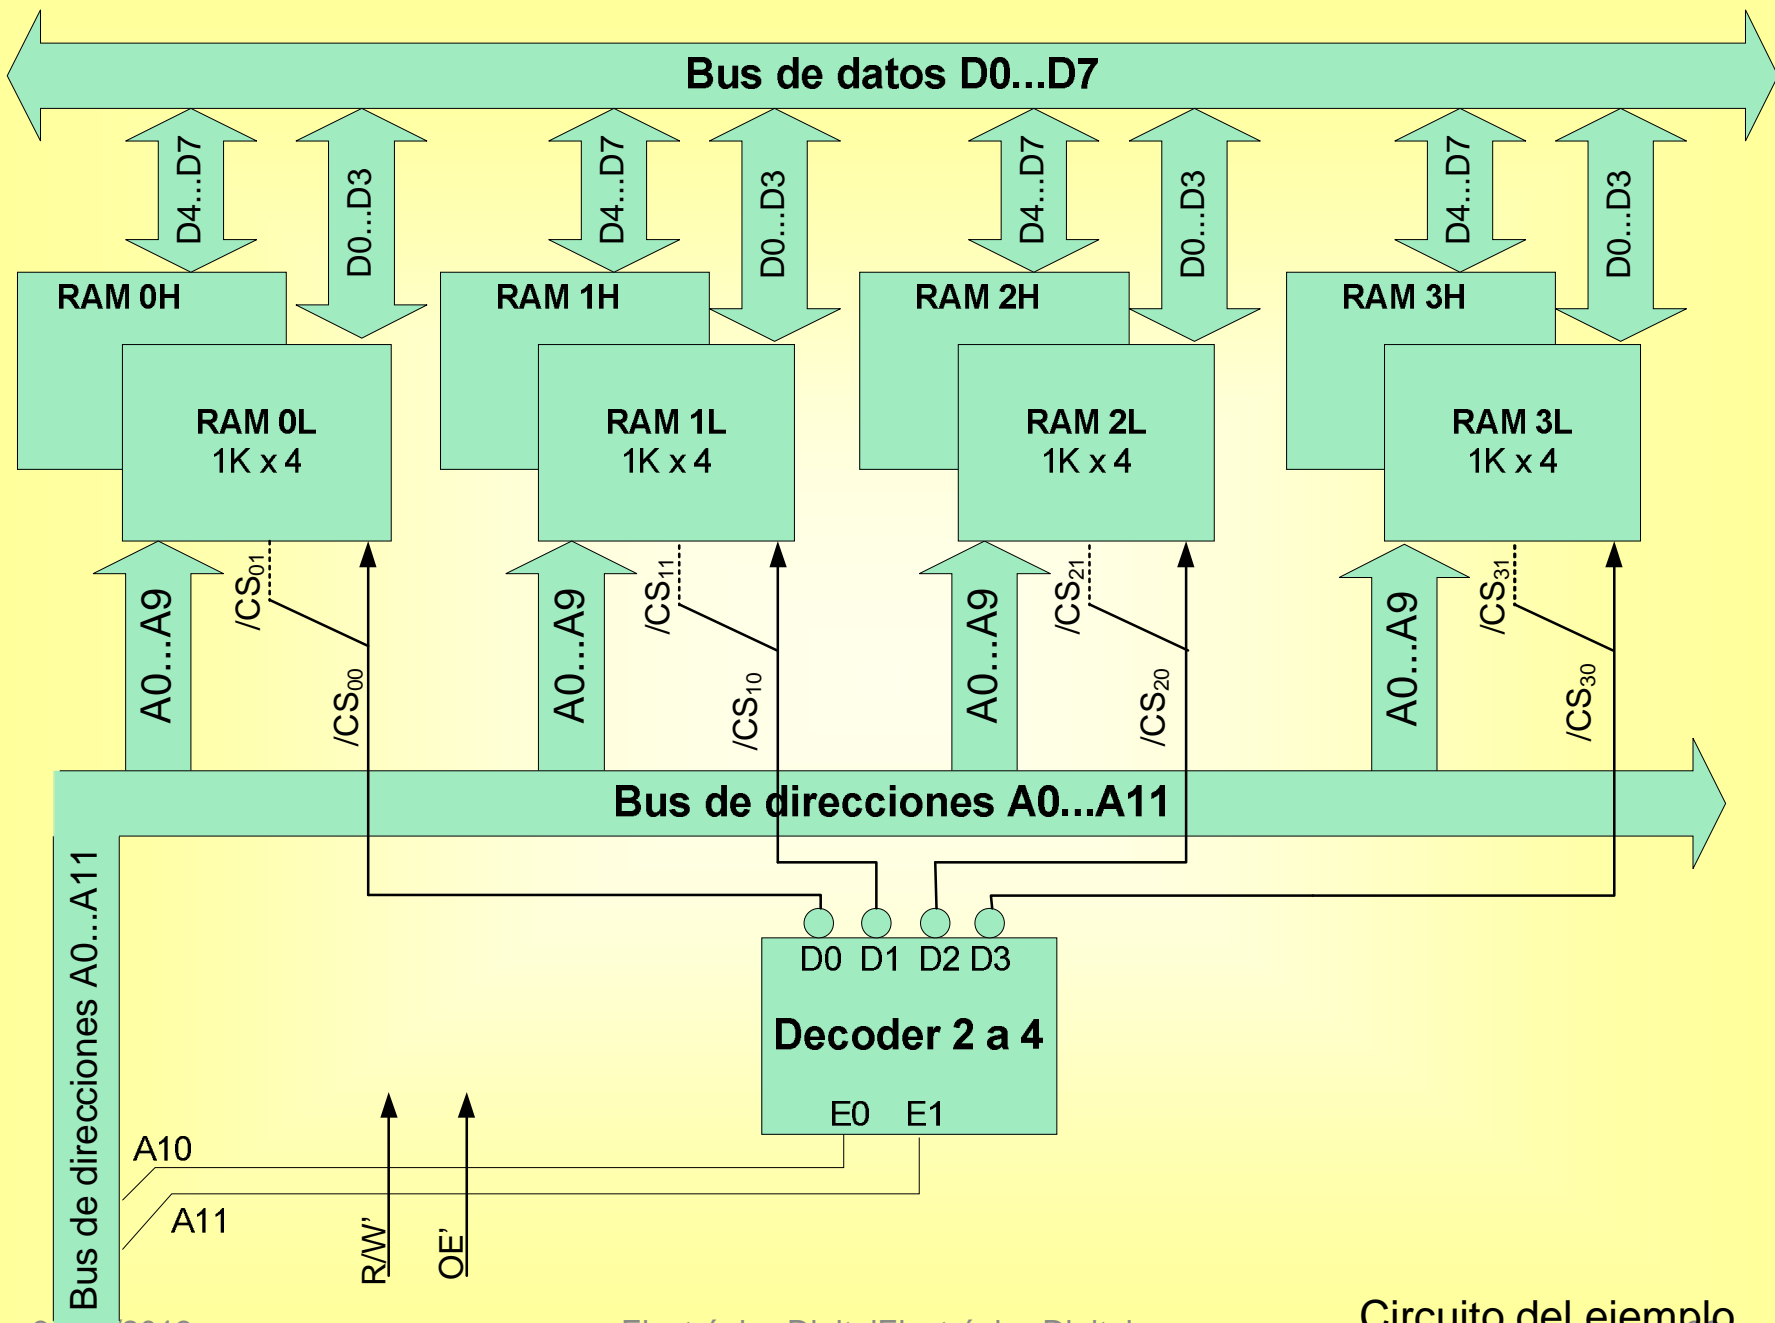 Bus de datos D0...D7
D4...D7
D0...D3
D4...D7
D0...D3
D4...D7
D0...D3
D4...D7
D0...D3
RAM 0H
RAM 1H
RAM 2H
RAM 3H
RAM 0L
1K x 4
RAM 1L
1K x 4
RAM 2L
1K x 4
RAM 3L
1K x 4
A0...A9
/CS01
/CS00
A0...A9
/CS11
/CS10
A0...A9
/CS21
/CS20
A0...A9
/CS31
/CS30
Bus de direcciones A0...A11
Bus de direcciones A0...A11
D0 D1 D2 D3
Decoder 2 a 4
E0 E1
A10
A11
R/W'
OE'
Circuito del ejemplo